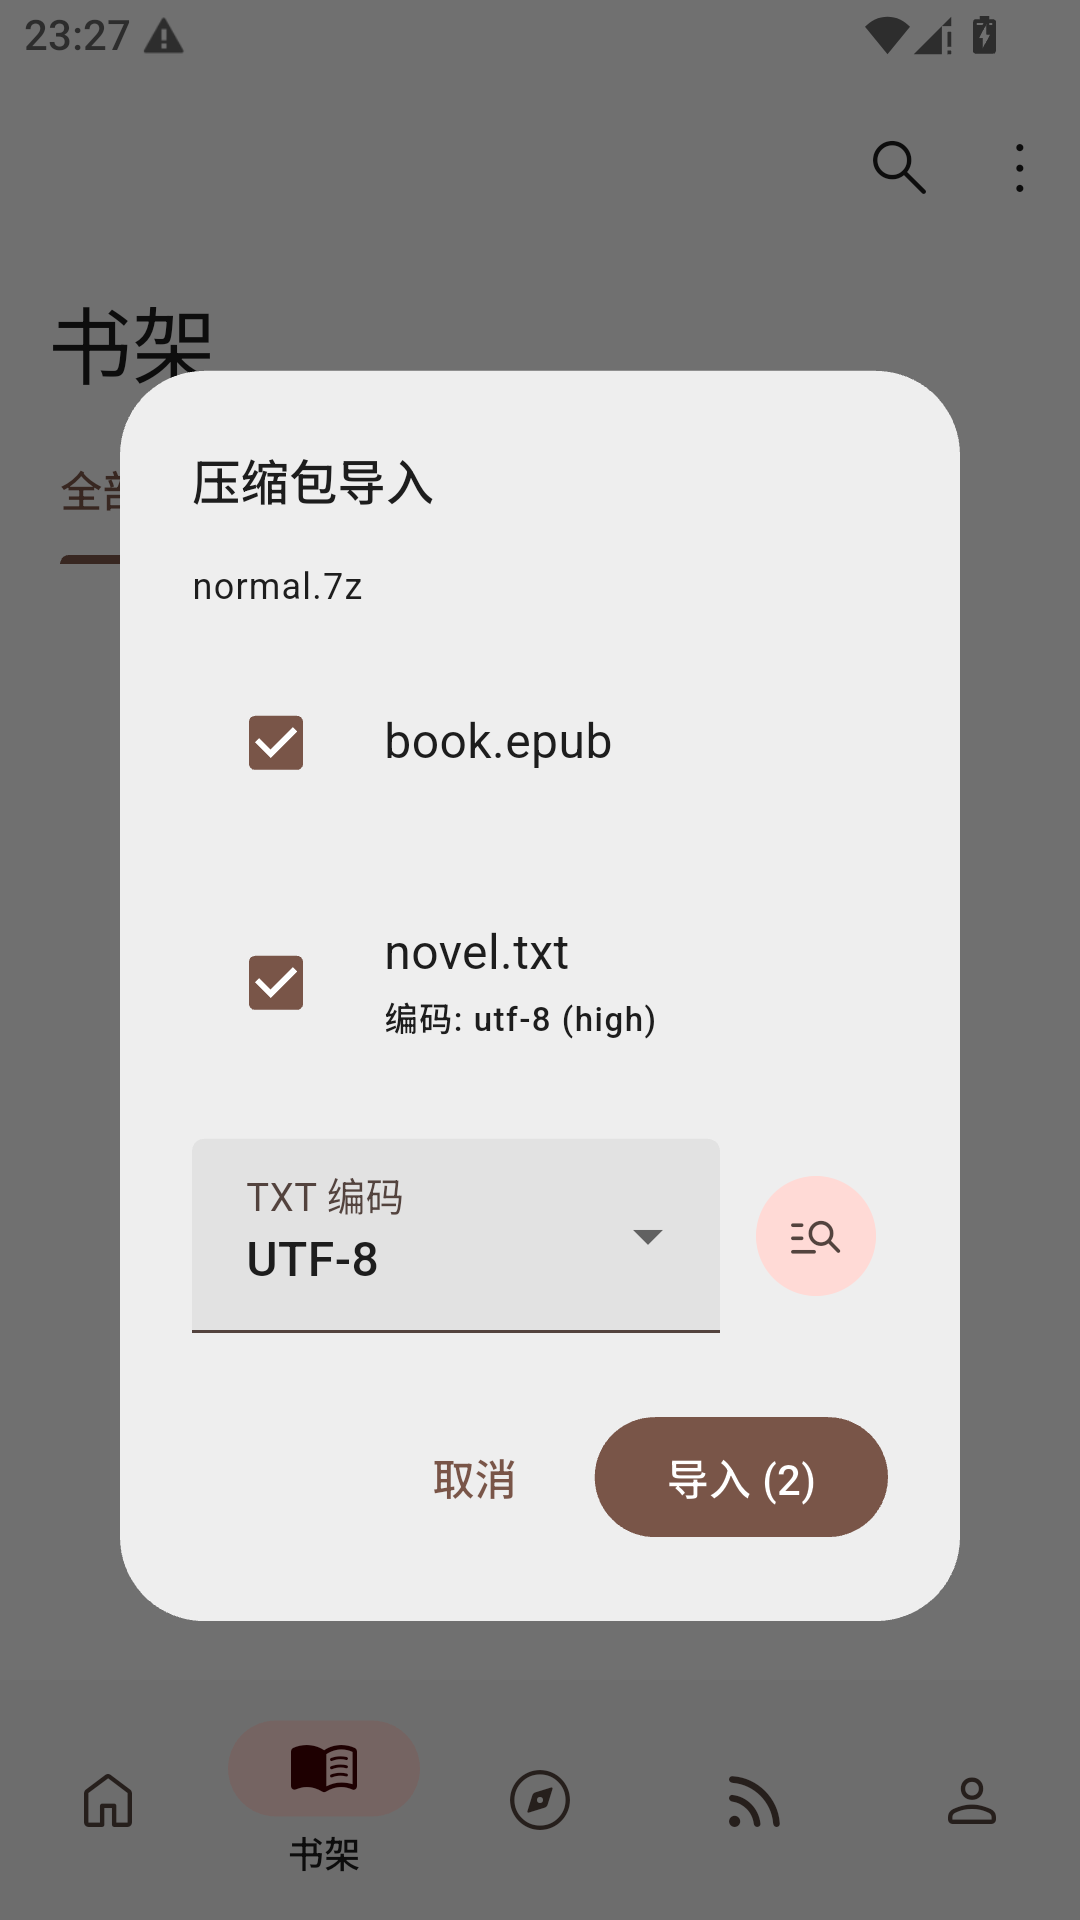 23:27
书架
全部
压缩包导入
normal.7z
book.epub
novel.txt
编码: utf-8 (high)
TXT 编码
UTF-8
取消
导入 (2)
书架